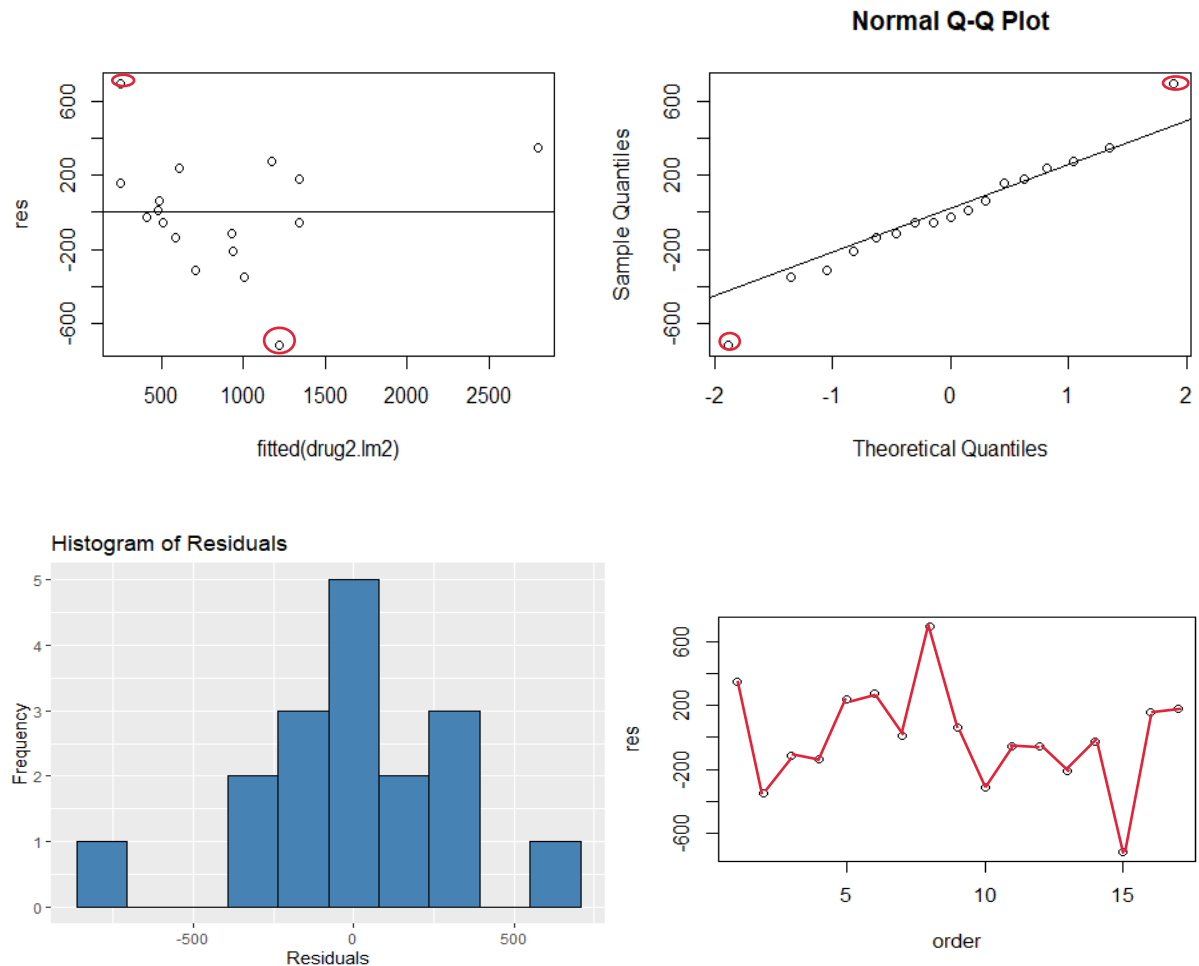 Normal Q-Q Plot
res
600
200
-200
-600
500 1000 1500 2000 2500
fitted(drug2.lm2)
Sample Quantiles
600
200
-200
-600
-2 -1 0 1 2
Theoretical Quantiles
Histogram of Residuals
Frequency
5
4
3
2
1
0
-500 0 500
Residuals
res
600
200
-200
-600
5 10 15
order